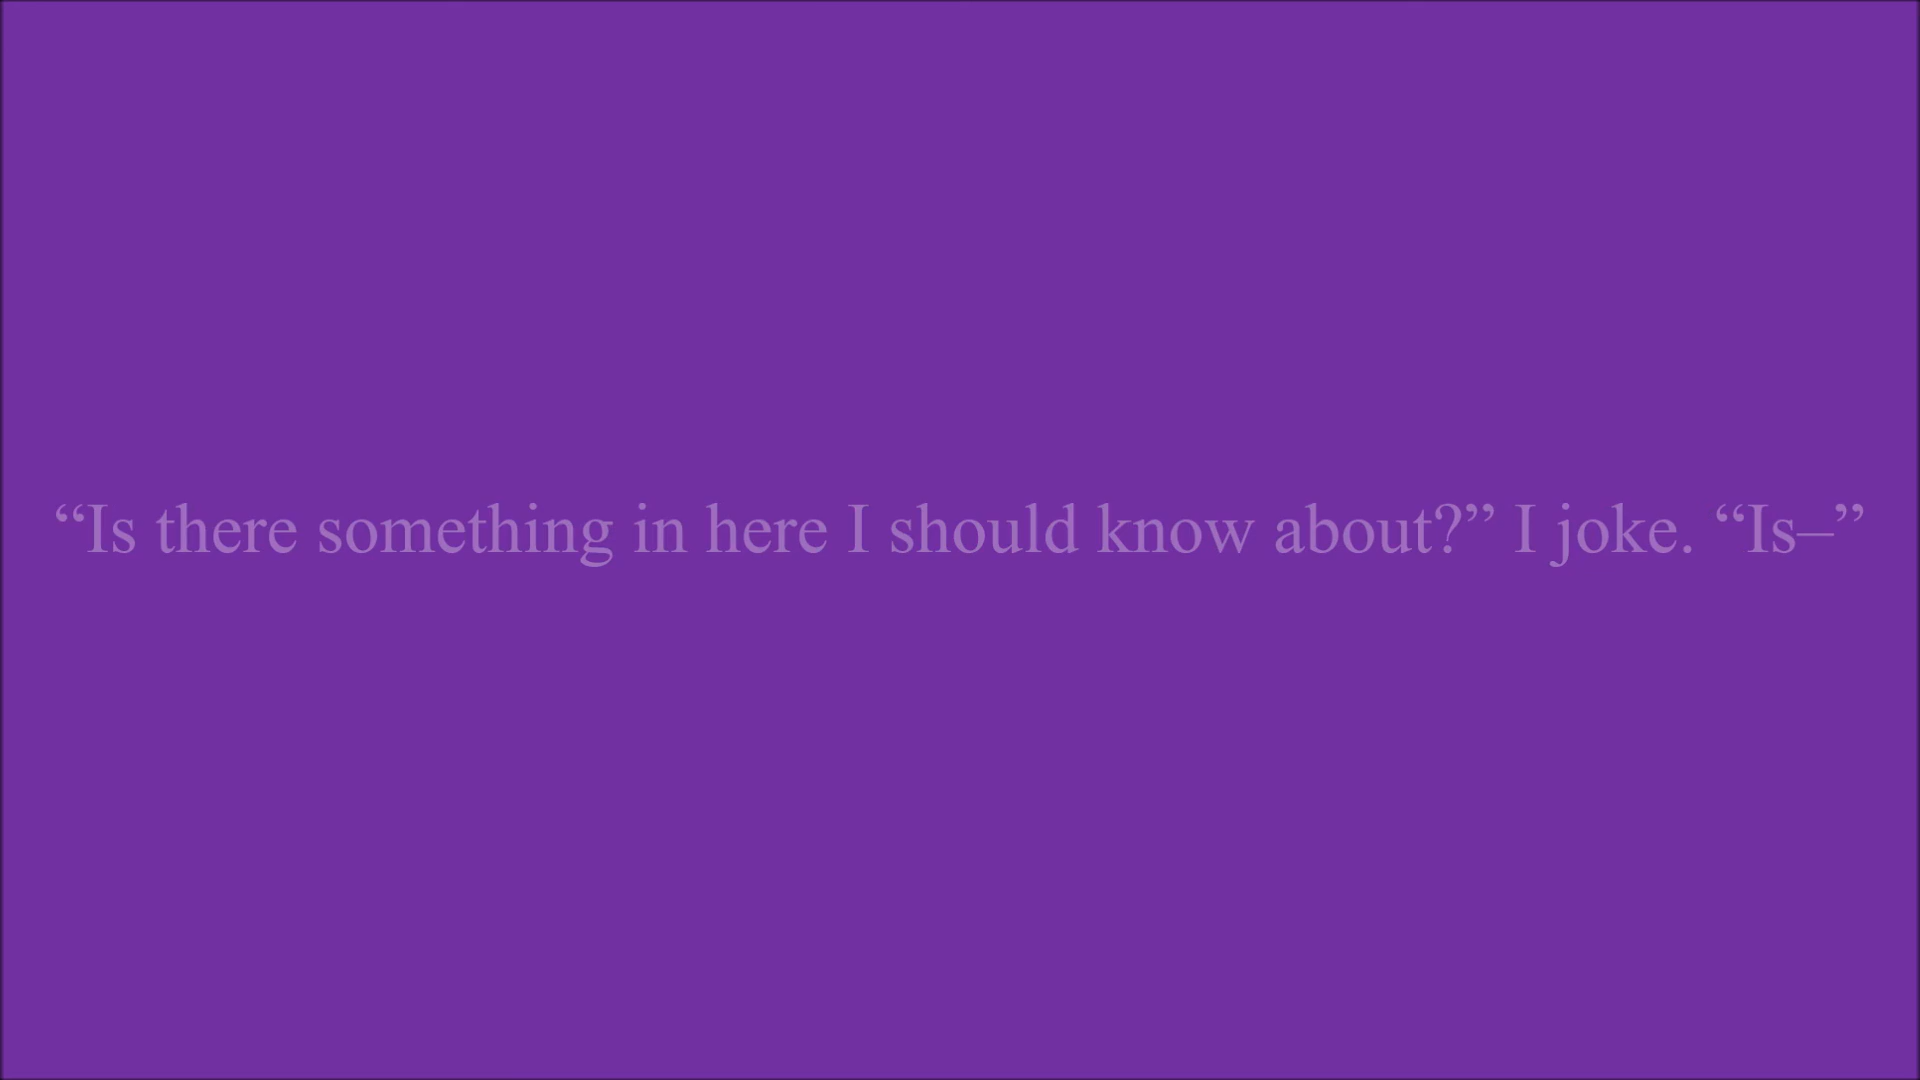 “Is there something in here I should know about?” I joke. “Is–”